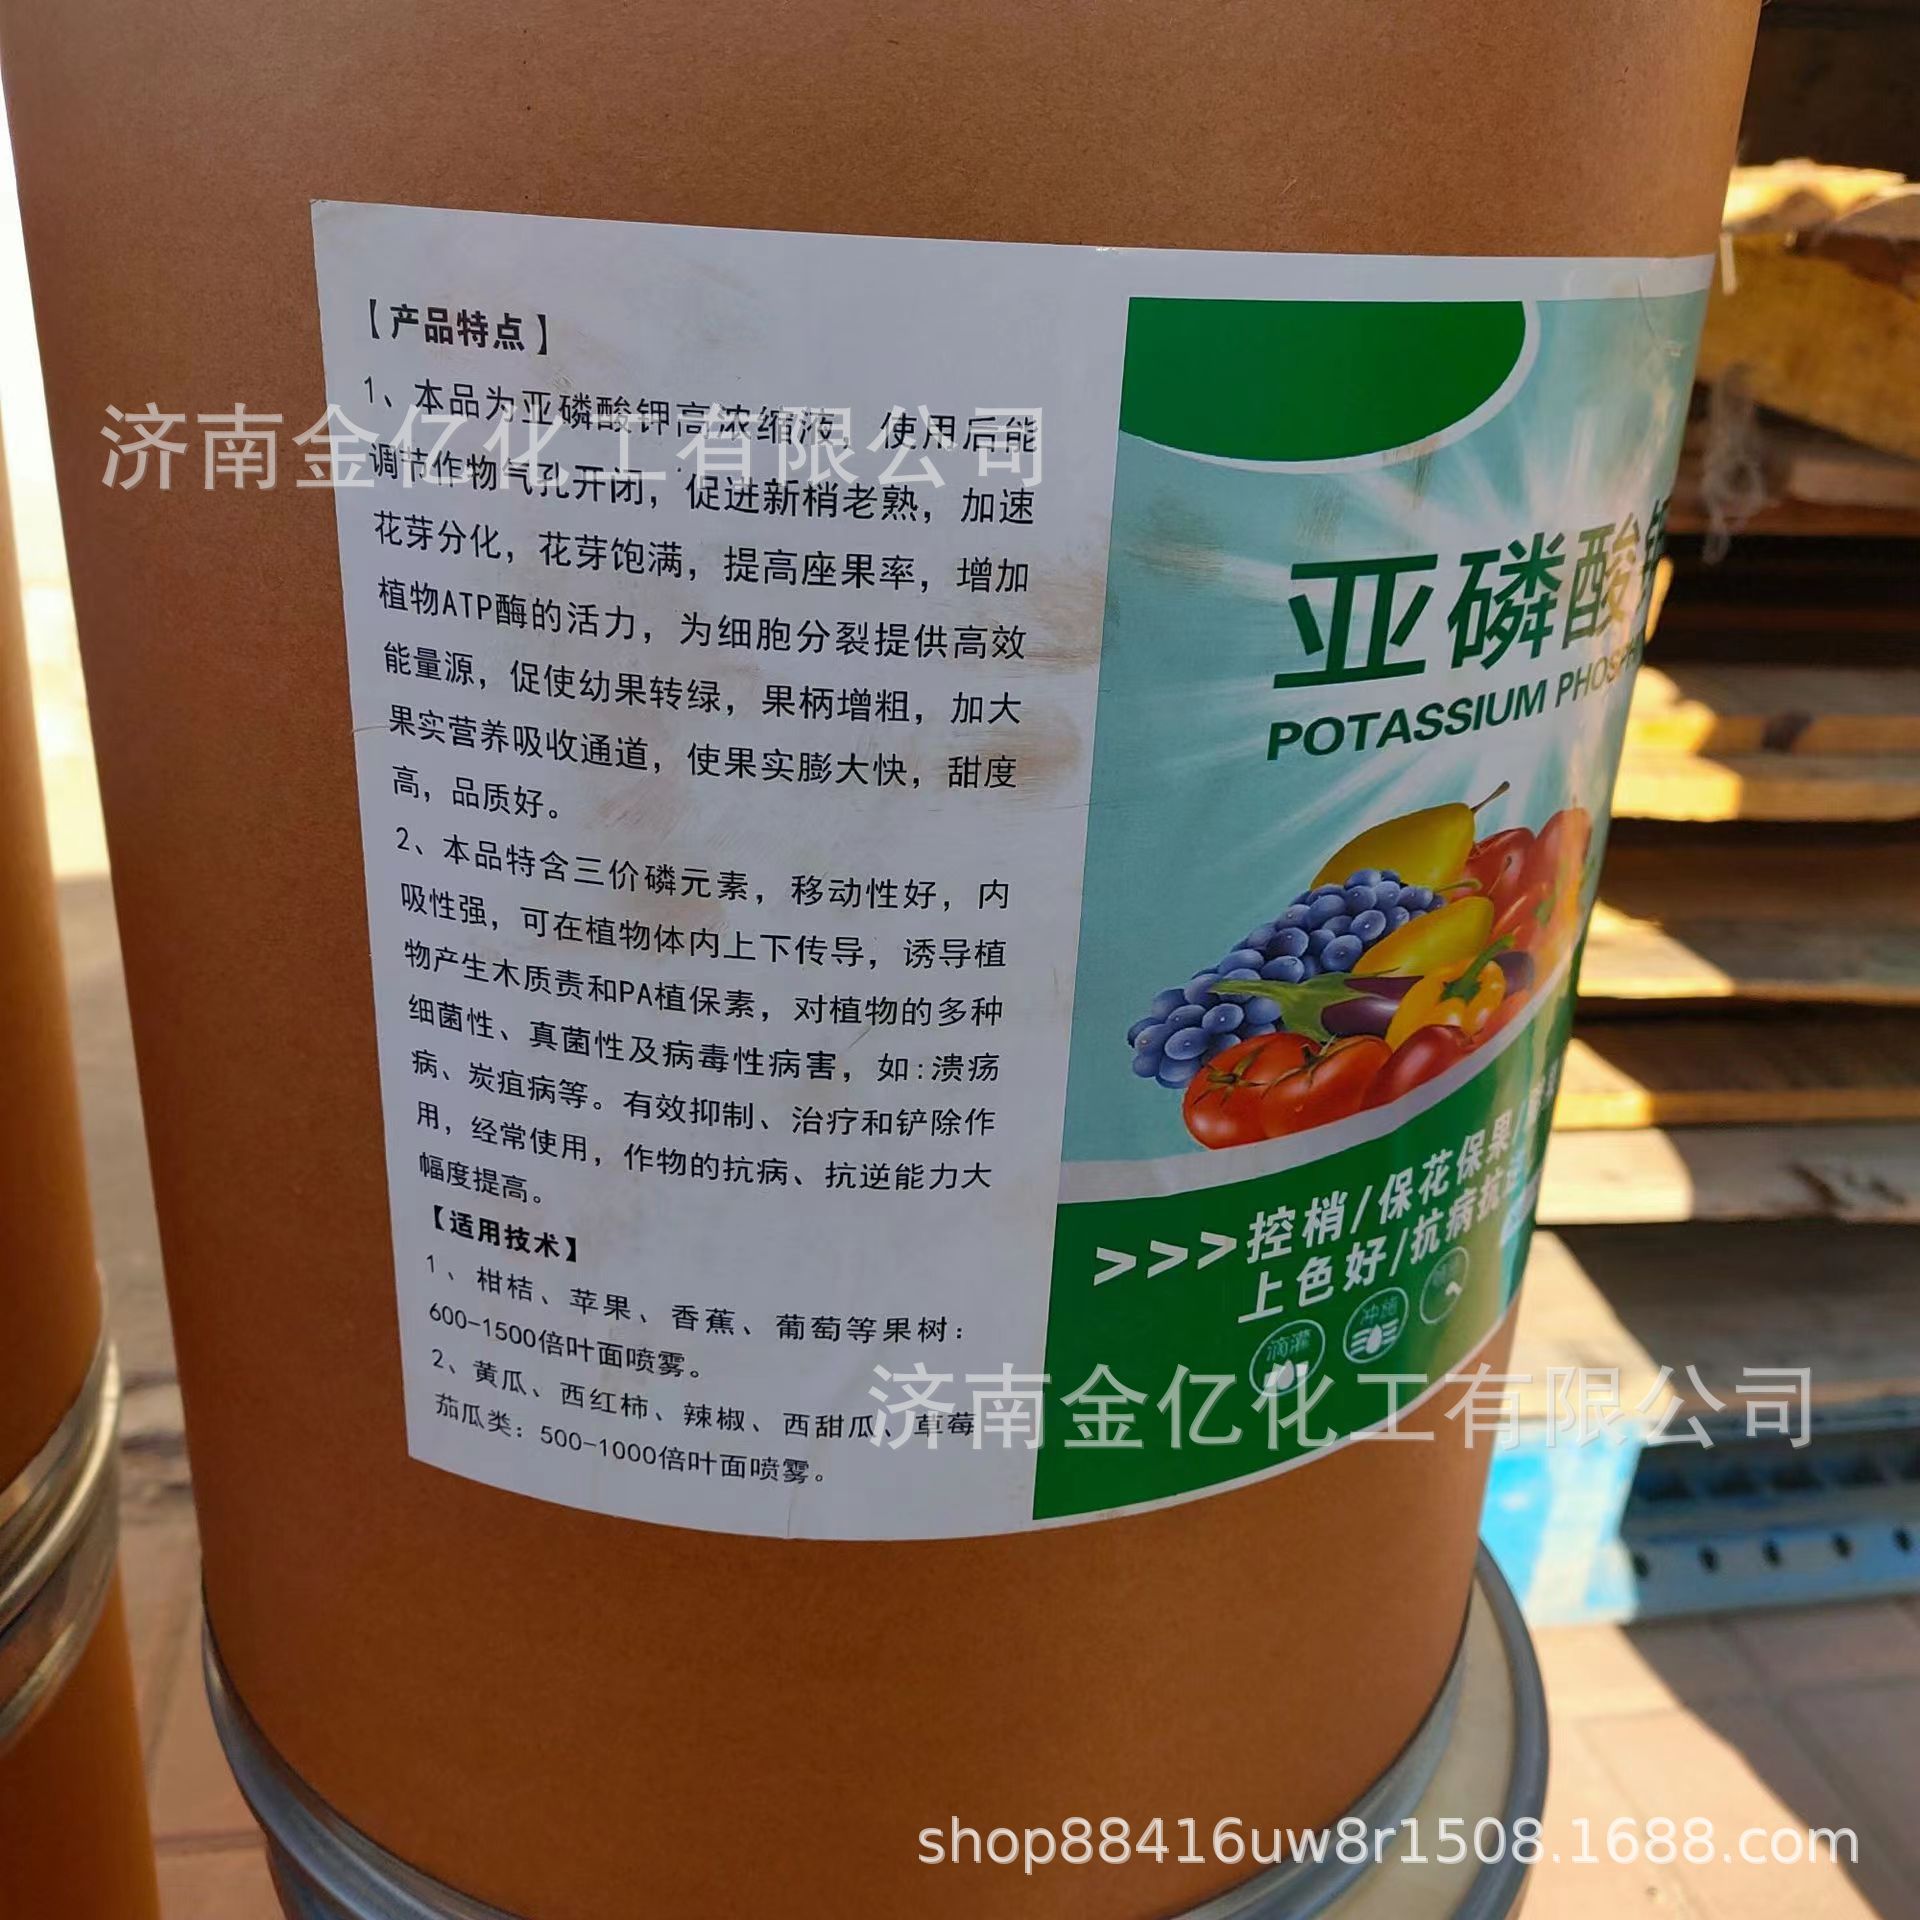 【产品特点】
1、本品为亚磷酸钾高浓缩液，使用后能
调节作物气孔开闭，促进新梢老熟，加速
花芽分化，花芽饱满，提高座果率，增加
植物ATP酶的活力，为细胞分裂提供高效
能量源，促使幼果转绿，果柄增粗，加大
果实营养吸收通道，使果实膨大快，甜度
高，品质好。
2、本品特含三价磷元素，移动性好，内
吸性强，可在植物体内上下传导，诱导植
物产生木质责和PA植保素，对植物的多种
细菌性、真菌性及病毒性病害，如:溃疡
病、炭疽病等。有效抑制、治疗和铲除作
用，经常使用，作物的抗病、抗逆能力大
幅度提高。
【适用技术】
1、柑桔、苹果、香蕉、葡萄等果树：
600-1500倍叶面喷雾。
2、黄瓜、西红柿、辣椒、西甜瓜、草莓
茄瓜类：500-1000倍叶面喷雾。
亚磷酸
POTASSIUM
>>>控梢/保花保果/
上色好/抗病抗
滴灌
冲施
济南金亿化工有限公司
济南金亿化工有限公司
shop88416uw8r1508.1688.com